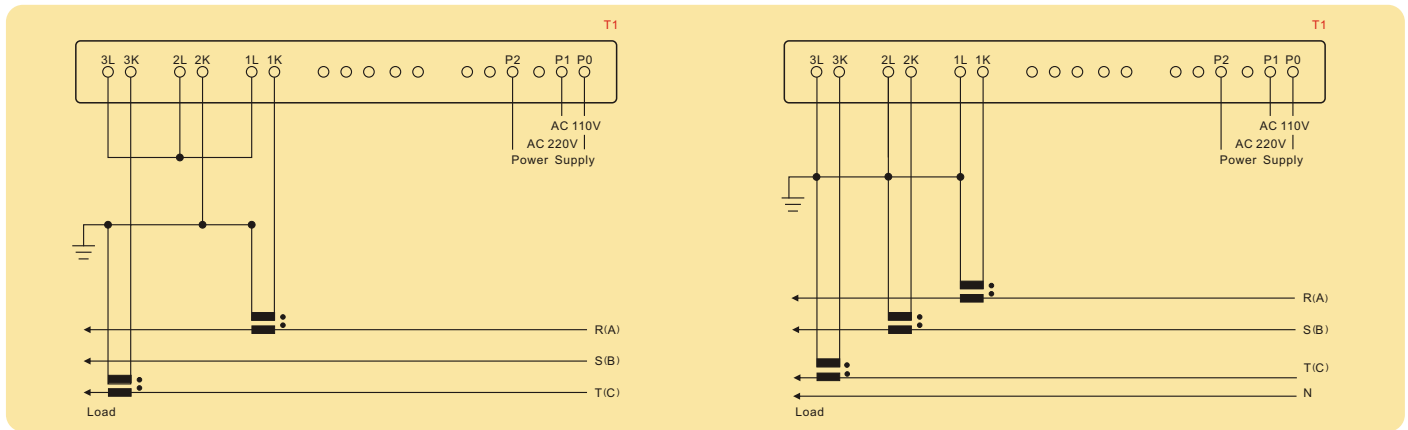 T1
3L 3K 2L 2K 1L 1K P2 P1 P0
AC 110V
AC 220V
Power Supply
R(A)
S(B)
T(C)
Load
T1
3L 3K 2L 2K 1L 1K P2 P1 P0
AC 110V
AC 220V
Power Supply
R(A)
S(B)
T(C)
N
Load